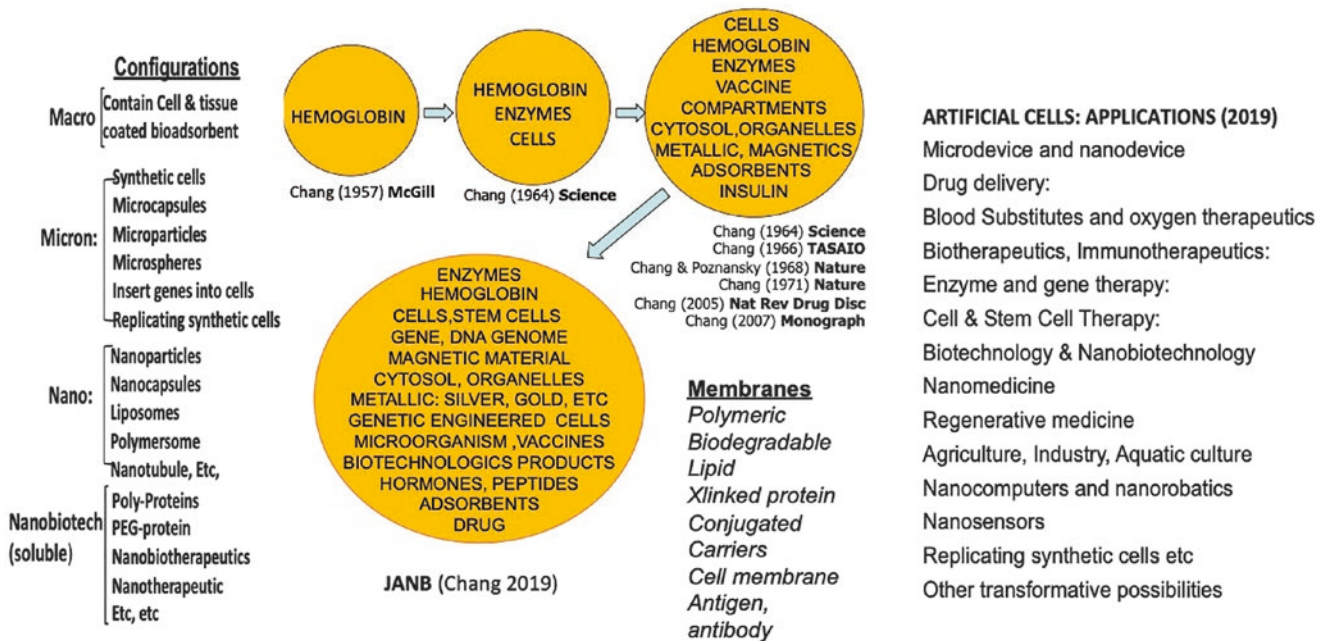 Configurations
Macro
Contain Cell & tissue
coated bioadsorbent
Micron:
Synthetic cells
Microcapsules
Microparticles
Microspheres
Insert genes into cells
Replicating synthetic cells
Nano:
Nanoparticles
Nanocapsules
Liposomes
Polymersome
Nanotubule, Etc,
Nanobiotech
(soluble)
Poly-Proteins
PEG-protein
Nanobiotherapeutics
Nanotherapeutic
Etc, etc
HEMOGLOBIN
Chang (1957) McGill
HEMOGLOBIN
ENZYMES
CELLS
Chang (1964) Science
CELLS
HEMOGLOBIN
ENZYMES
VACCINE
COMPARTMENTS
CYTOSOL,ORGANELLES
METALLIC, MAGNETICS
ADSORBENTS
INSULIN
Chang (1964) Science
Chang (1966) TASAIO
Chang & Poznansky (1968) Nature
Chang (1971) Nature
Chang (2005) Nat Rev Drug Disc
Chang (2007) Monograph
ENZYMES
HEMOGLOBIN
CELLS,STEM CELLS
GENE, DNA GENOME
MAGNETIC MATERIAL
CYTOSOL, ORGANELLES
METALLIC: SILVER, GOLD, ETC
GENETIC ENGINEERED CELLS
MICROORGANISM ,VACCINES
BIOTECHNOLOGICS PRODUCTS
HORMONES, PEPTIDES
ADSORBENTS
DRUG
JANB (Chang 2019)
Membranes
Polymeric
Biodegradable
Lipid
Xlinked protein
Conjugated
Carriers
Cell membrane
Antigen,
antibody
ARTIFICIAL CELLS: APPLICATIONS (2019)
Microdevice and nanodevice
Drug delivery:
Blood Substitutes and oxygen therapeutics
Biotherapeutics, Immunotherapeutics:
Enzyme and gene therapy:
Cell & Stem Cell Therapy:
Biotechnology & Nanobiotechnology
Nanomedicine
Regenerative medicine
Agriculture, Industry, Aquatic culture
Nanocomputers and nanorobatics
Nanosensors
Replicating synthetic cells etc
Other transformative possibilities